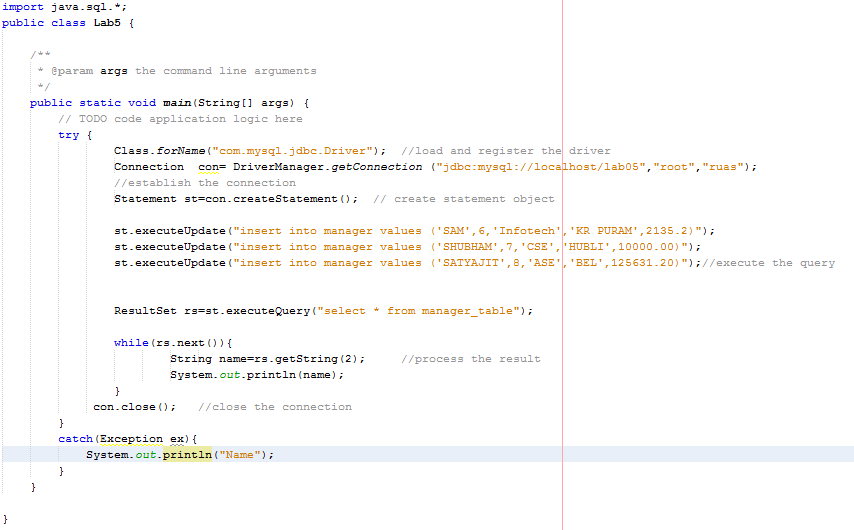 import java.sql.*;
public class Lab5 {
/**
* @param args the command line arguments
*/
public static void main(String[] args) {
// TODO code application logic here
try {
Class.forName("com.mysql.jdbc.Driver");  //load and register the driver
Connection  con= DriverManager.getConnection ("jdbc:mysql://localhost/lab05","root","ruas");
//establish the connection
Statement st=con.createStatement();  // create statement object
st.executeUpdate("insert into manager values ('SAM',6,'Infotech','KR PURAM',2135.2)");
st.executeUpdate("insert into manager values ('SHUBHAM',7,'CSE','HUBLI',10000.00)");
st.executeUpdate("insert into manager values ('SATYAJIT',8,'ASE','BEL',125631.20)");//execute the query
ResultSet rs=st.executeQuery("select * from manager_table");
while(rs.next()){
String name=rs.getString(2);     //process the result
System.out.println(name);
}
con.close();   //close the connection
}
catch(Exception ex){
System.out.println("Name");
}
}
}